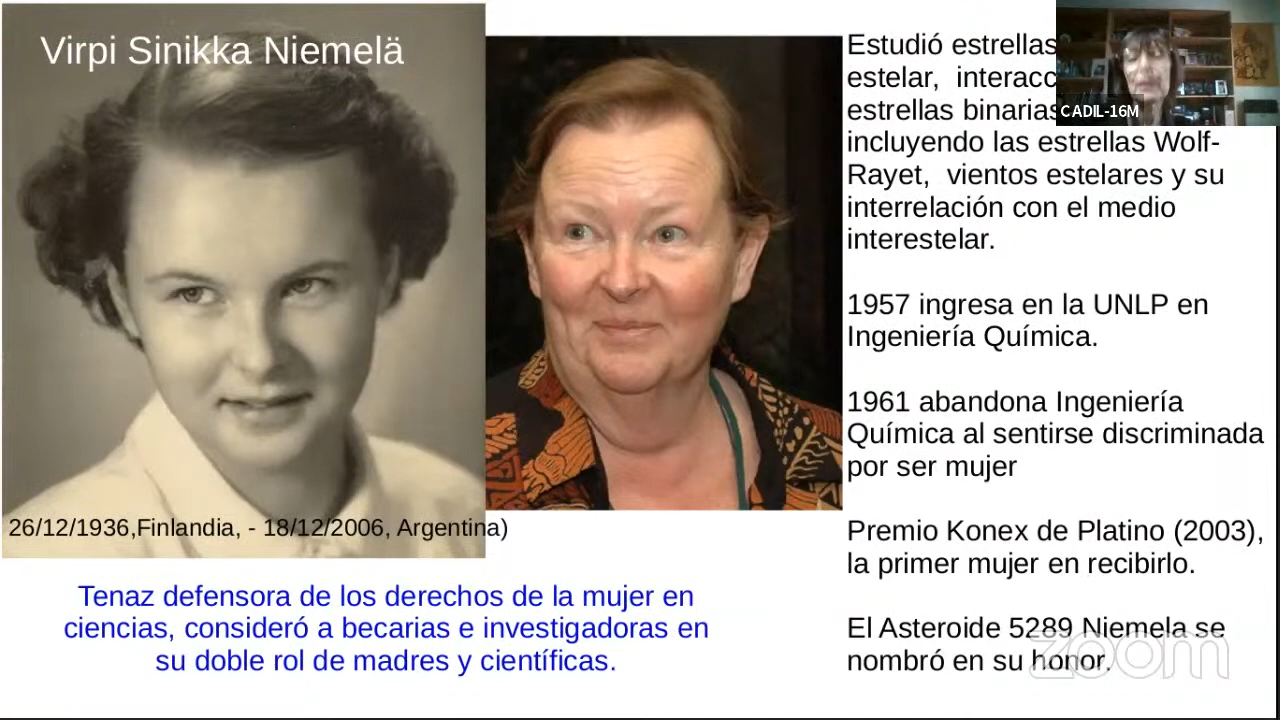 Virpi Sinikka Niemelä
26/12/1936,Finlandia, - 18/12/2006, Argentina)
Tenaz defensora de los derechos de la mujer en
ciencias, consideró a becarias e investigadoras en
su doble rol de madres y científicas.
Estudió estrellas
estelar,
estrellas binarias
incluyendo las estrellas Wolf-
Rayet, vientos estelares y su
interrelación con el medio
interestelar.
1957 ingresa en la UNLP en
Ingeniería Química.
1961 abandona Ingeniería
Química al sentirse discriminada
por ser mujer
Premio Konex de Platino (2003),
la primer mujer en recibirlo.
El Asteroide 5289 Niemela se
nombró en su honor.
CADIL-16M
zoom